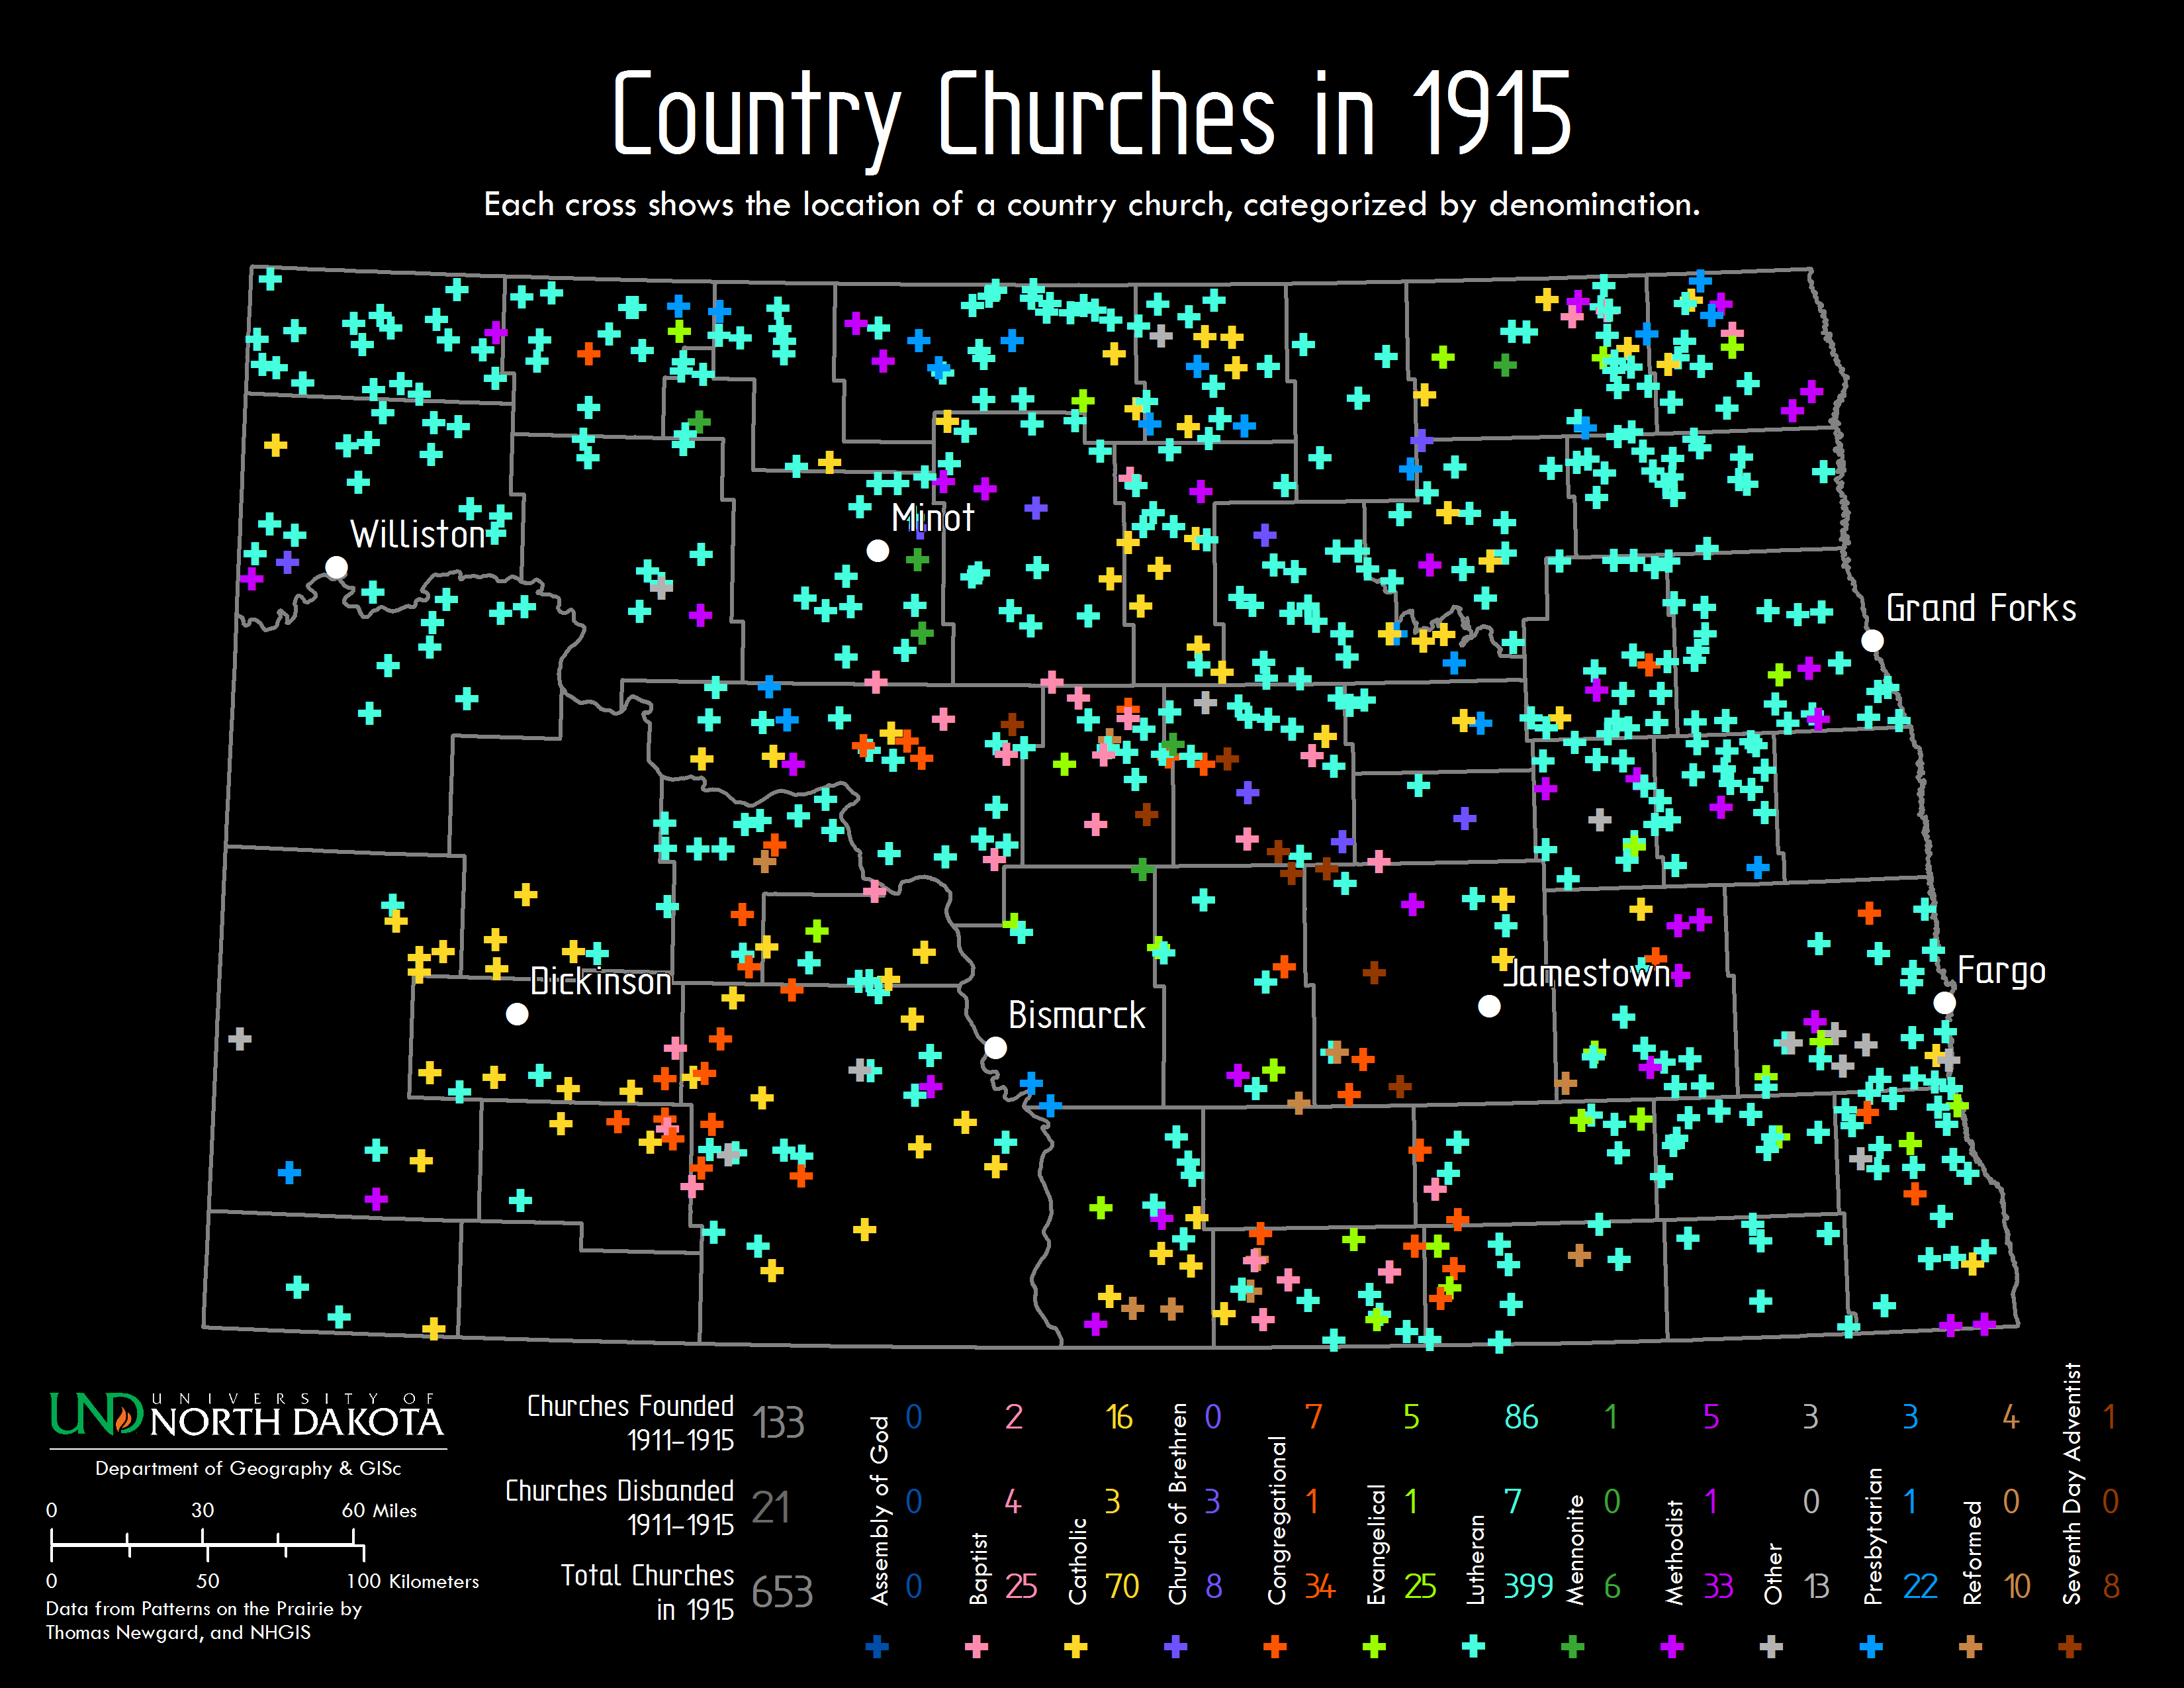 Country Churches in 1915
Each cross shows the location of a country church, categorized by denomination.
Williston
Minot
Grand Forks
Dickinson
Jamestown
Fargo
Bismarck
UND UNIVERSITY OF
NORTH DAKOTA
Department of Geography & GISc
0 30 60 Miles
0 50 100 Kilometers
Data from Patterns on the Prairie by
Thomas Newgard, and NHGIS
Churches Founded
1911-1915
133
Churches Disbanded
1911-1915
21
Total Churches
in 1915
653
Assembly of God
0
0
0
Baptist
2
4
25
Catholic
16
3
70
Church of Brethren
0
3
8
Congregational
7
1
34
Evangelical
5
1
25
Lutheran
86
7
399
Mennonite
1
0
6
Methodist
5
1
33
Other
3
0
13
Presbytarian
3
1
22
Reformed
4
0
10
Seventh Day Adventist
1
0
8